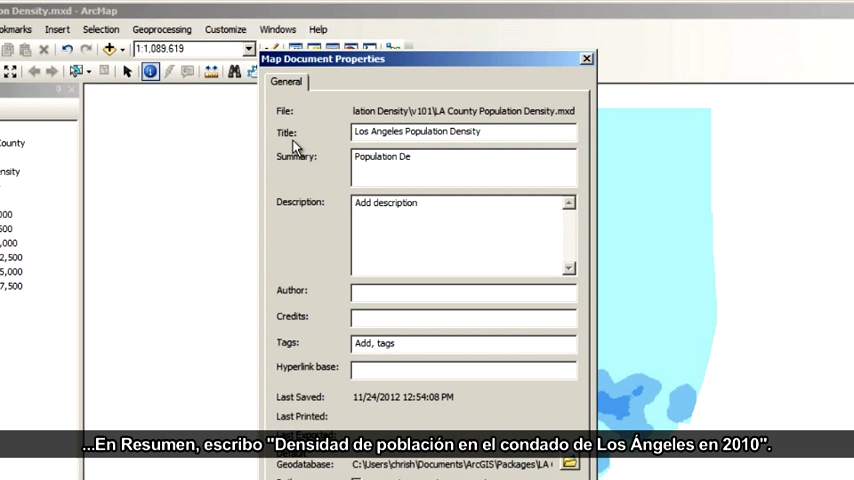 on Density.mxd - ArcMap
okmarks Insert Selection Geoprocessing Customize Windows Help
1:1,089,619
Map Document Properties
General
File: lation Density\v101\LA County Population Density.mxd
Title: Los Angeles Population Density
Summary: Population De
Description: Add description
Author:
Credits:
Tags: Add, tags
Hyperlink base:
Last Saved: 11/24/2012 12:54:08 PM
Last Printed:
ounty
nsity
000
500
,000
2,500
5,000
7,500
...En Resumen, escribo "Densidad de población en el condado de Los Ángeles en 2010".
Geodatabase: C:\Users\chrish\Documents\ArcGIS\Packages\LA